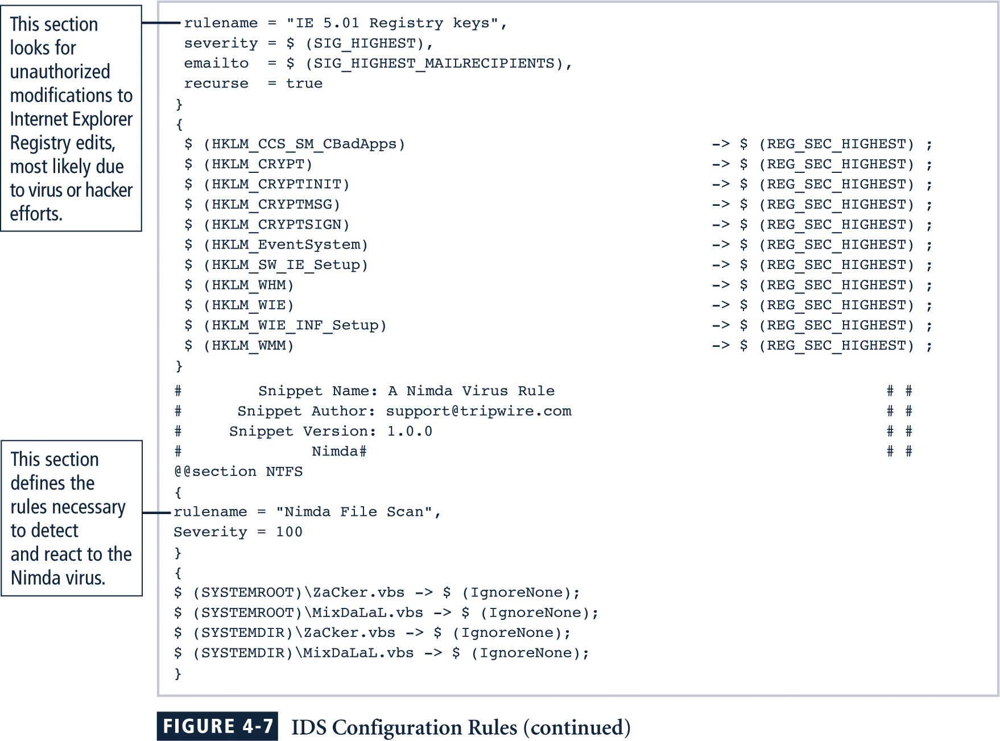 This section
looks for
unauthorized
modifications to
Internet Explorer
Registry edits,
most likely due
to virus or hacker
efforts.
rulename = "IE 5.01 Registry keys",
severity = $ (SIG_HIGHEST),
emailto  = $ (SIG_HIGHEST_MAILRECIPIENTS),
recurse  = true
}
{
$ (HKLM_CCS_SM_CBadApps) -> $ (REG_SEC_HIGHEST) ;
$ (HKLM_CRYPT) -> $ (REG_SEC_HIGHEST) ;
$ (HKLM_CRYPTINIT) -> $ (REG_SEC_HIGHEST) ;
$ (HKLM_CRYPTMSG) -> $ (REG_SEC_HIGHEST) ;
$ (HKLM_CRYPTSIGN) -> $ (REG_SEC_HIGHEST) ;
$ (HKLM_EventSystem) -> $ (REG_SEC_HIGHEST) ;
$ (HKLM_SW_IE_Setup) -> $ (REG_SEC_HIGHEST) ;
$ (HKLM_WHM) -> $ (REG_SEC_HIGHEST) ;
$ (HKLM_WIE) -> $ (REG_SEC_HIGHEST) ;
$ (HKLM_WIE_INF_Setup) -> $ (REG_SEC_HIGHEST) ;
$ (HKLM_WMM) -> $ (REG_SEC_HIGHEST) ;
}
# Snippet Name: A Nimda Virus Rule # #
# Snippet Author: support@tripwire.com # #
# Snippet Version: 1.0.0 # #
# Nimda# # #
@@section NTFS
{
This section
defines the
rules necessary
to detect
and react to the
Nimda virus.
rulename = "Nimda File Scan",
Severity = 100
}
{
$ (SYSTEMROOT)\ZaCker.vbs -> $ (IgnoreNone);
$ (SYSTEMROOT)\MixDaLaL.vbs -> $ (IgnoreNone);
$ (SYSTEMDIR)\ZaCker.vbs -> $ (IgnoreNone);
$ (SYSTEMDIR)\MixDaLaL.vbs -> $ (IgnoreNone);
}
FIGURE 4-7 IDS Configuration Rules (continued)